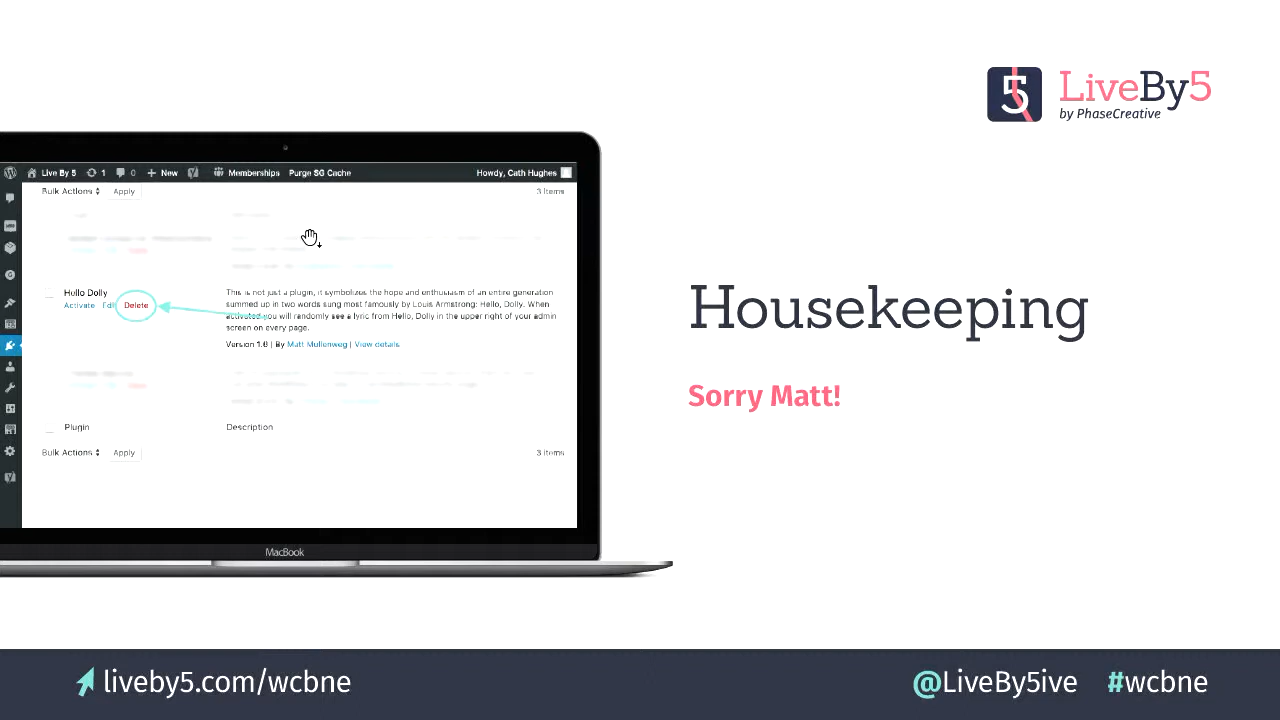 5 LiveBy5
by PhaseCreative
Live By 5 1 0 + New Memberships Purge SG Cache Howdy, Cath Hughes
Bulk Actions Apply 3 items
Hello Dolly
Activate Edit Delete
This is not just a plugin, it symbolizes the hope and enthusiasm of an entire generation
summed up in two words sung most famously by Louis Armstrong: Hello, Dolly. When
activated you will randomly see a lyric from Hello, Dolly in the upper right of your admin
screen on every page.
Version 1.6 | By Matt Mullenweg | View details
Plugin Description
Bulk Actions Apply 3 items
MacBook
Housekeeping
Sorry Matt!
liveby5.com/wcbne @LiveBy5ive #wcbne